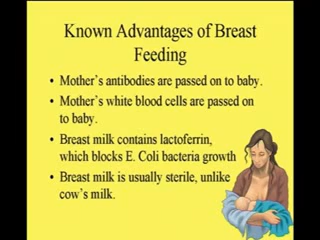 Known Advantages of Breast
Feeding
• Mother's antibodies are passed on to baby.
• Mother's white blood cells are passed on
to baby.
• Breast milk contains lactoferrin,
which blocks E. Coli bacteria growth
• Breast milk is usually sterile, unlike
cow's milk.